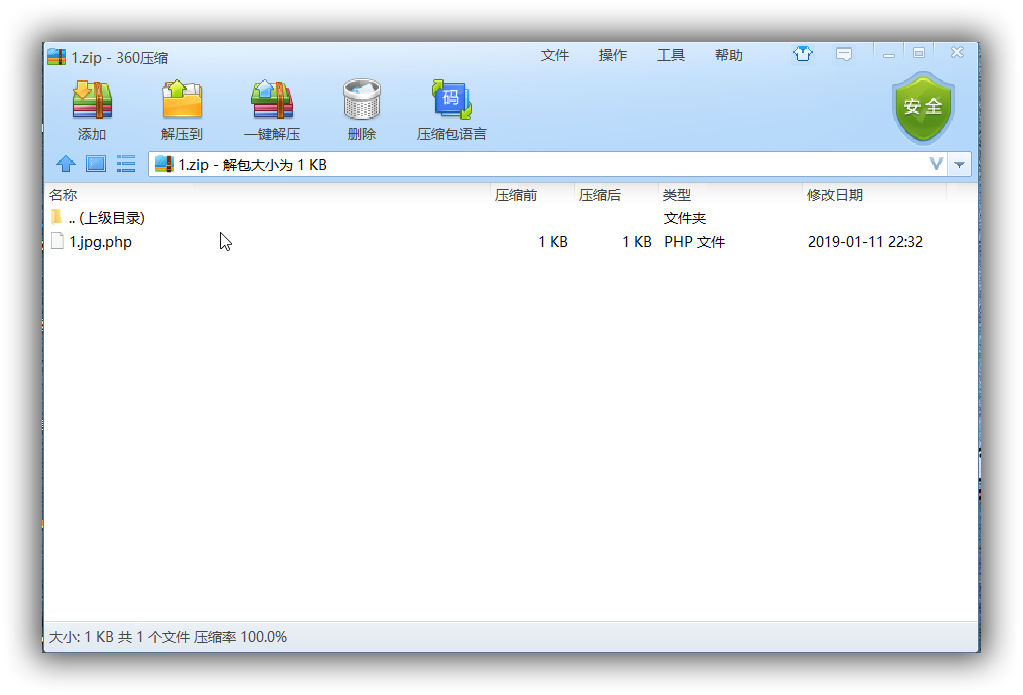 1.zip - 360压缩 文件 操作 工具 帮助
添加 解压到 一键解压 删除 压缩包语言 安全
码
1.zip - 解包大小为 1 KB
名称 压缩前 压缩后 类型 修改日期
.. (上级目录) 文件夹
1.jpg.php 1 KB 1 KB PHP 文件 2019-01-11 22:32
大小: 1 KB 共 1 个文件 压缩率 100.0%